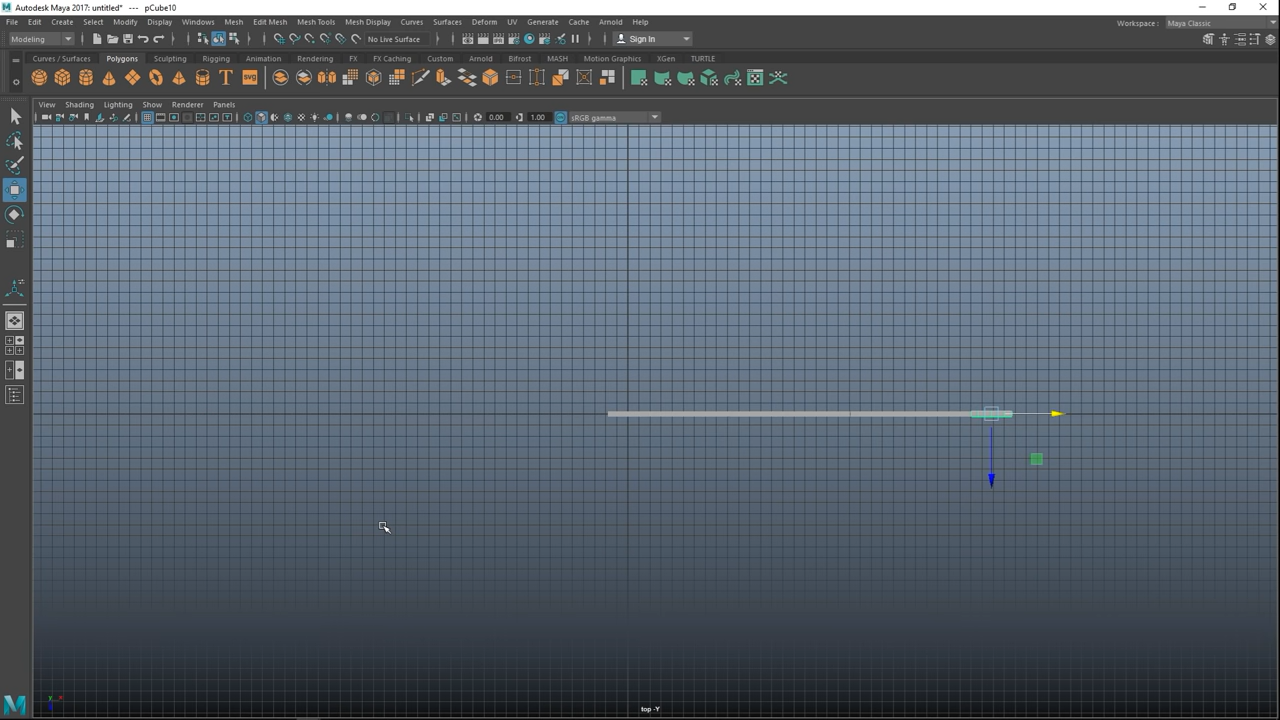 Autodesk Maya 2017: untitled*   ---   pCube10
File Edit Create Select Modify Display Windows Mesh Edit Mesh Mesh Tools Mesh Display Curves Surfaces Deform UV Generate Cache Arnold Help
Workspace : Maya Classic
Modeling No Live Surface Sign In
Curves / Surfaces Polygons Sculpting Rigging Animation Rendering FX FX Caching Custom Arnold Bifrost MASH Motion Graphics XGen TURTLE
T svg
View Shading Lighting Show Renderer Panels
0.00 1.00 sRGB gamma
top -Y